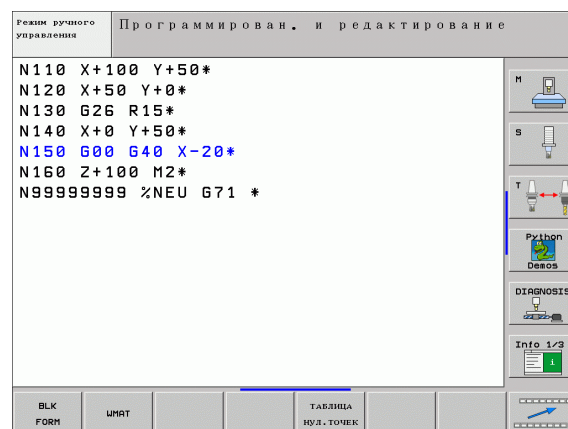 Режим ручного
управления
Программирован. и редактирование
N110 X+100 Y+50*
N120 X+50 Y+0*
N130 G26 R15*
N140 X+0 Y+50*
N150 G00 G40 X-20*
N160 Z+100 M2*
N99999999 %NEU G71 *
M
S
T
Python
Demos
DIAGNOSIS
Info 1/3
i
BLK
FORM
WMAT
ТАБЛИЦА
НУЛ.ТОЧЕК